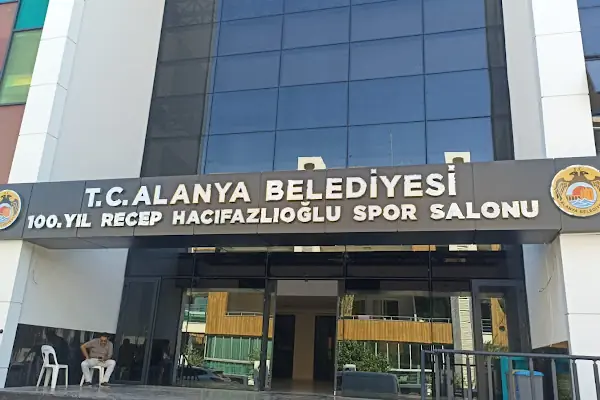 T.C. ALANYA BELEDİYESİ
100.YIL RECEP HACIFAZLIOĞLU SPOR SALONU